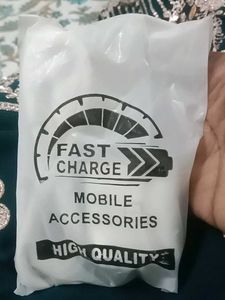 FAST
CHARGE
MOBILE
ACCESSORIES
HIGH QUALITY